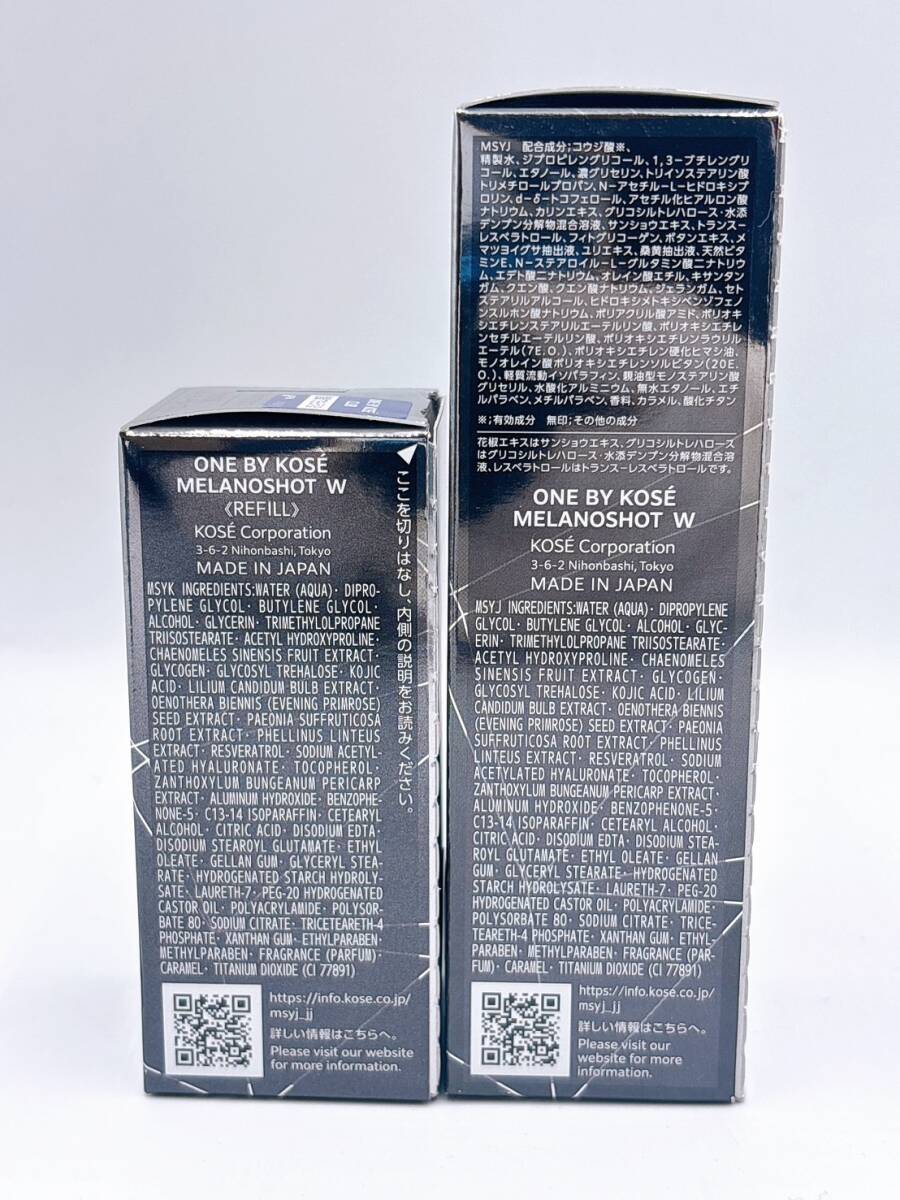 ONE BY KOSÉ
MELANOSHOT W
《REFILL》
KOSÉ Corporation
3-6-2 Nihonbashi, Tokyo
MADE IN JAPAN
MSYK INGREDIENTS:WATER (AQUA)・DIPRO-
PYLENE GLYCOL・BUTYLENE GLYCOL・
ALCOHOL・GLYCERIN・TRIMETHYLOLPROPANE
TRIISOSTEARATE・ACETYL HYDROXYPROLINE・
CHAENOMELES SINENSIS FRUIT EXTRACT・
GLYCOGEN・GLYCOSYL TREHALOSE・KOJIC
ACID・LILIUM CANDIDUM BULB EXTRACT・
OENOTHERA BIENNIS (EVENING PRIMROSE)
SEED EXTRACT・PAEONIA SUFFRUTICOSA
ROOT EXTRACT・PHELLINUS LINTEUS
EXTRACT・RESVERATROL・SODIUM ACETYL-
ATED HYALURONATE・TOCOPHEROL・
ZANTHOXYLUM BUNGEANUM PERICARP
EXTRACT・ALUMINUM HYDROXIDE・BENZOPHE-
NONE-5・C13-14 ISOPARAFFIN・CETEARYL
ALCOHOL・CITRIC ACID・DISODIUM EDTA・
DISODIUM STEAROYL GLUTAMATE・ETHYL
OLEATE・GELLAN GUM・GLYCERYL STEA-
RATE・HYDROGENATED STARCH HYDROLY-
SATE・LAURETH-7・PEG-20 HYDROGENATED
CASTOR OIL・POLYACRYLAMIDE・POLYSOR-
BATE 80・SODIUM CITRATE・TRICETEARETH-4
PHOSPHATE・XANTHAN GUM・ETHYLPARABEN・
METHYLPARABEN・FRAGRANCE (PARFUM)・
CARAMEL・TITANIUM DIOXIDE (CI 77891)
https://info.kose.co.jp/
msyj_jj
詳しい情報はこちらへ。
Please visit our website
for more information.
ここを切りはなし、内側の説明をお読みください。
MSYJ 配合成分;コウジ酸※、
精製水、ジプロピレングリコール、1,3-ブチレングリ
コール、エタノール、濃グリセリン、トリイソステアリン酸
トリメチロールプロパン、N-アセチル-L-ヒドロキシプ
ロリン、d-δ-トコフェロール、アセチル化ヒアルロン酸
ナトリウム、カリンエキス、グリコシルトレハロース・水添
デンプン分解物混合溶液、サンショウエキス、トランス-
レスベラトロール、フィトグリコーゲン、ボタンエキス、メ
マツヨイグサ抽出液、ユリエキス、桑黄抽出液、天然ビタ
ミンE、N-ステアロイル-L-グルタミン酸二ナトリウ
ム、エデト酸二ナトリウム、オレイン酸エチル、キサンタン
ガム、クエン酸、クエン酸ナトリウム、ジェランガム、セト
ステアリルアルコール、ヒドロキシメトキシベンゾフェノ
ンスルホン酸ナトリウム、ポリアクリル酸アミド、ポリオキ
シエチレンステアリルエーテルリン酸、ポリオキシエチレ
ンセチルエーテルリン酸、ポリオキシエチレンラウリル
エーテル(7E.O.)、ポリオキシエチレン硬化ヒマシ油、
モノオレイン酸ポリオキシエチレンソルビタン(20E.
O.)、軽質流動イソパラフィン、親油型モノステアリン酸
グリセリル、水酸化アルミニウム、無水エタノール、エチ
ルパラベン、メチルパラベン、香料、カラメル、酸化チタン
※;有効成分 無印;その他の成分
花椒エキスはサンショウエキス、グリコシルトレハロース
はグリコシルトレハロース・水添デンプン分解物混合溶
液、レスベラトロールはトランス-レスベラトロールです。
ONE BY KOSÉ
MELANOSHOT W
KOSÉ Corporation
3-6-2 Nihonbashi, Tokyo
MADE IN JAPAN
MSYJ INGREDIENTS:WATER (AQUA)・DIPROPYLENE
GLYCOL・BUTYLENE GLYCOL・ALCOHOL・GLYC-
ERIN・TRIMETHYLOLPROPANE TRIISOSTEARATE・
ACETYL HYDROXYPROLINE・CHAENOMELES
SINENSIS FRUIT EXTRACT・GLYCOGEN・
GLYCOSYL TREHALOSE・KOJIC ACID・LILIUM
CANDIDUM BULB EXTRACT・OENOTHERA BIENNIS
(EVENING PRIMROSE) SEED EXTRACT・PAEONIA
SUFFRUTICOSA ROOT EXTRACT・PHELLINUS
LINTEUS EXTRACT・RESVERATROL・SODIUM
ACETYLATED HYALURONATE・TOCOPHEROL・
ZANTHOXYLUM BUNGEANUM PERICARP EXTRACT・
ALUMINUM HYDROXIDE・BENZOPHENONE-5・
C13-14 ISOPARAFFIN・CETEARYL ALCOHOL・
CITRIC ACID・DISODIUM EDTA・DISODIUM STEA-
ROYL GLUTAMATE・ETHYL OLEATE・GELLAN
GUM・GLYCERYL STEARATE・HYDROGENATED
STARCH HYDROLYSATE・LAURETH-7・PEG-20
HYDROGENATED CASTOR OIL・POLYACRYLAMIDE・
POLYSORBATE 80・SODIUM CITRATE・TRICE-
TEARETH-4 PHOSPHATE・XANTHAN GUM・ETHYL-
PARABEN・METHYLPARABEN・FRAGRANCE (PAR-
FUM)・CARAMEL・TITANIUM DIOXIDE (CI 77891)
https://info.kose.co.jp/
msyj_jj
詳しい情報はこちらへ。
Please visit our
website for more
information.